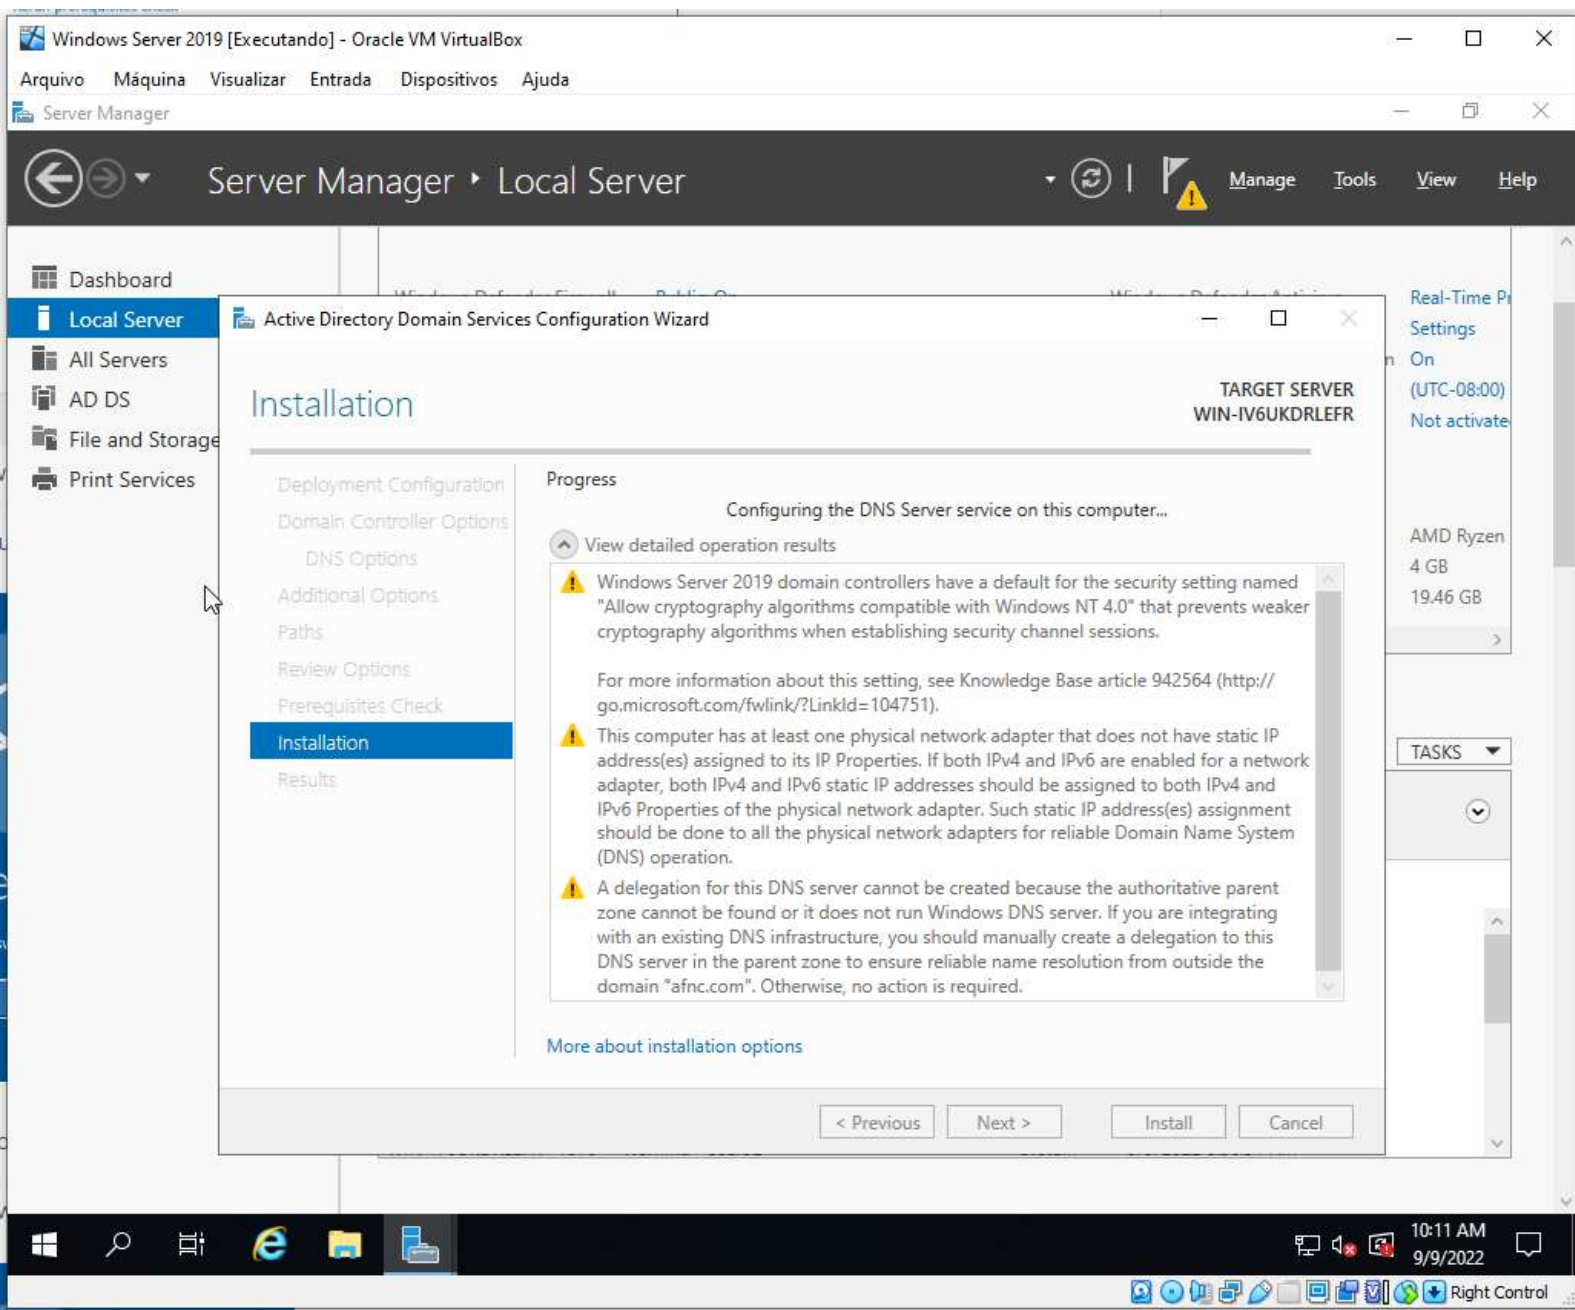 Windows Server 2019 [Executando] - Oracle VM VirtualBox
Arquivo Máquina Visualizar Entrada Dispositivos Ajuda
Server Manager
Server Manager • Local Server
Manage Tools View Help
Dashboard
Local Server
All Servers
AD DS
File and Storage
Print Services
Real-Time
Settings
On
(UTC-08:00)
Not
AMD Ryzen
4 GB
19.46 GB
TASKS
Active Directory Domain Services Configuration Wizard
Installation
TARGET SERVER
WIN-IV6UKDRLEFR
Deployment Configuration
Domain Controller Options
DNS Options
Additional Options
Paths
Review Options
Prerequisites Check
Installation
Results
Progress
Configuring the DNS Server service on this computer...
View detailed operation results
Windows Server 2019 domain controllers have a default for the security setting named
"Allow cryptography algorithms compatible with Windows NT 4.0" that prevents weaker
cryptography algorithms when establishing security channel sessions.
For more information about this setting, see Knowledge Base article 942564 (http://
go.microsoft.com/fwlink/?LinkId=104751).
This computer has at least one physical network adapter that does not have static IP
address(es) assigned to its IP Properties. If both IPv4 and IPv6 are enabled for a network
adapter, both IPv4 and IPv6 static IP addresses should be assigned to both IPv4 and
IPv6 Properties of the physical network adapter. Such static IP address(es) assignment
should be done to all the physical network adapters for reliable Domain Name System
(DNS) operation.
A delegation for this DNS server cannot be created because the authoritative parent
zone cannot be found or it does not run Windows DNS server. If you are integrating
with an existing DNS infrastructure, you should manually create a delegation to this
DNS server in the parent zone to ensure reliable name resolution from outside the
domain "afnc.com". Otherwise, no action is required.
More about installation options
< Previous Next > Install Cancel
10:11 AM
9/9/2022
Right Control